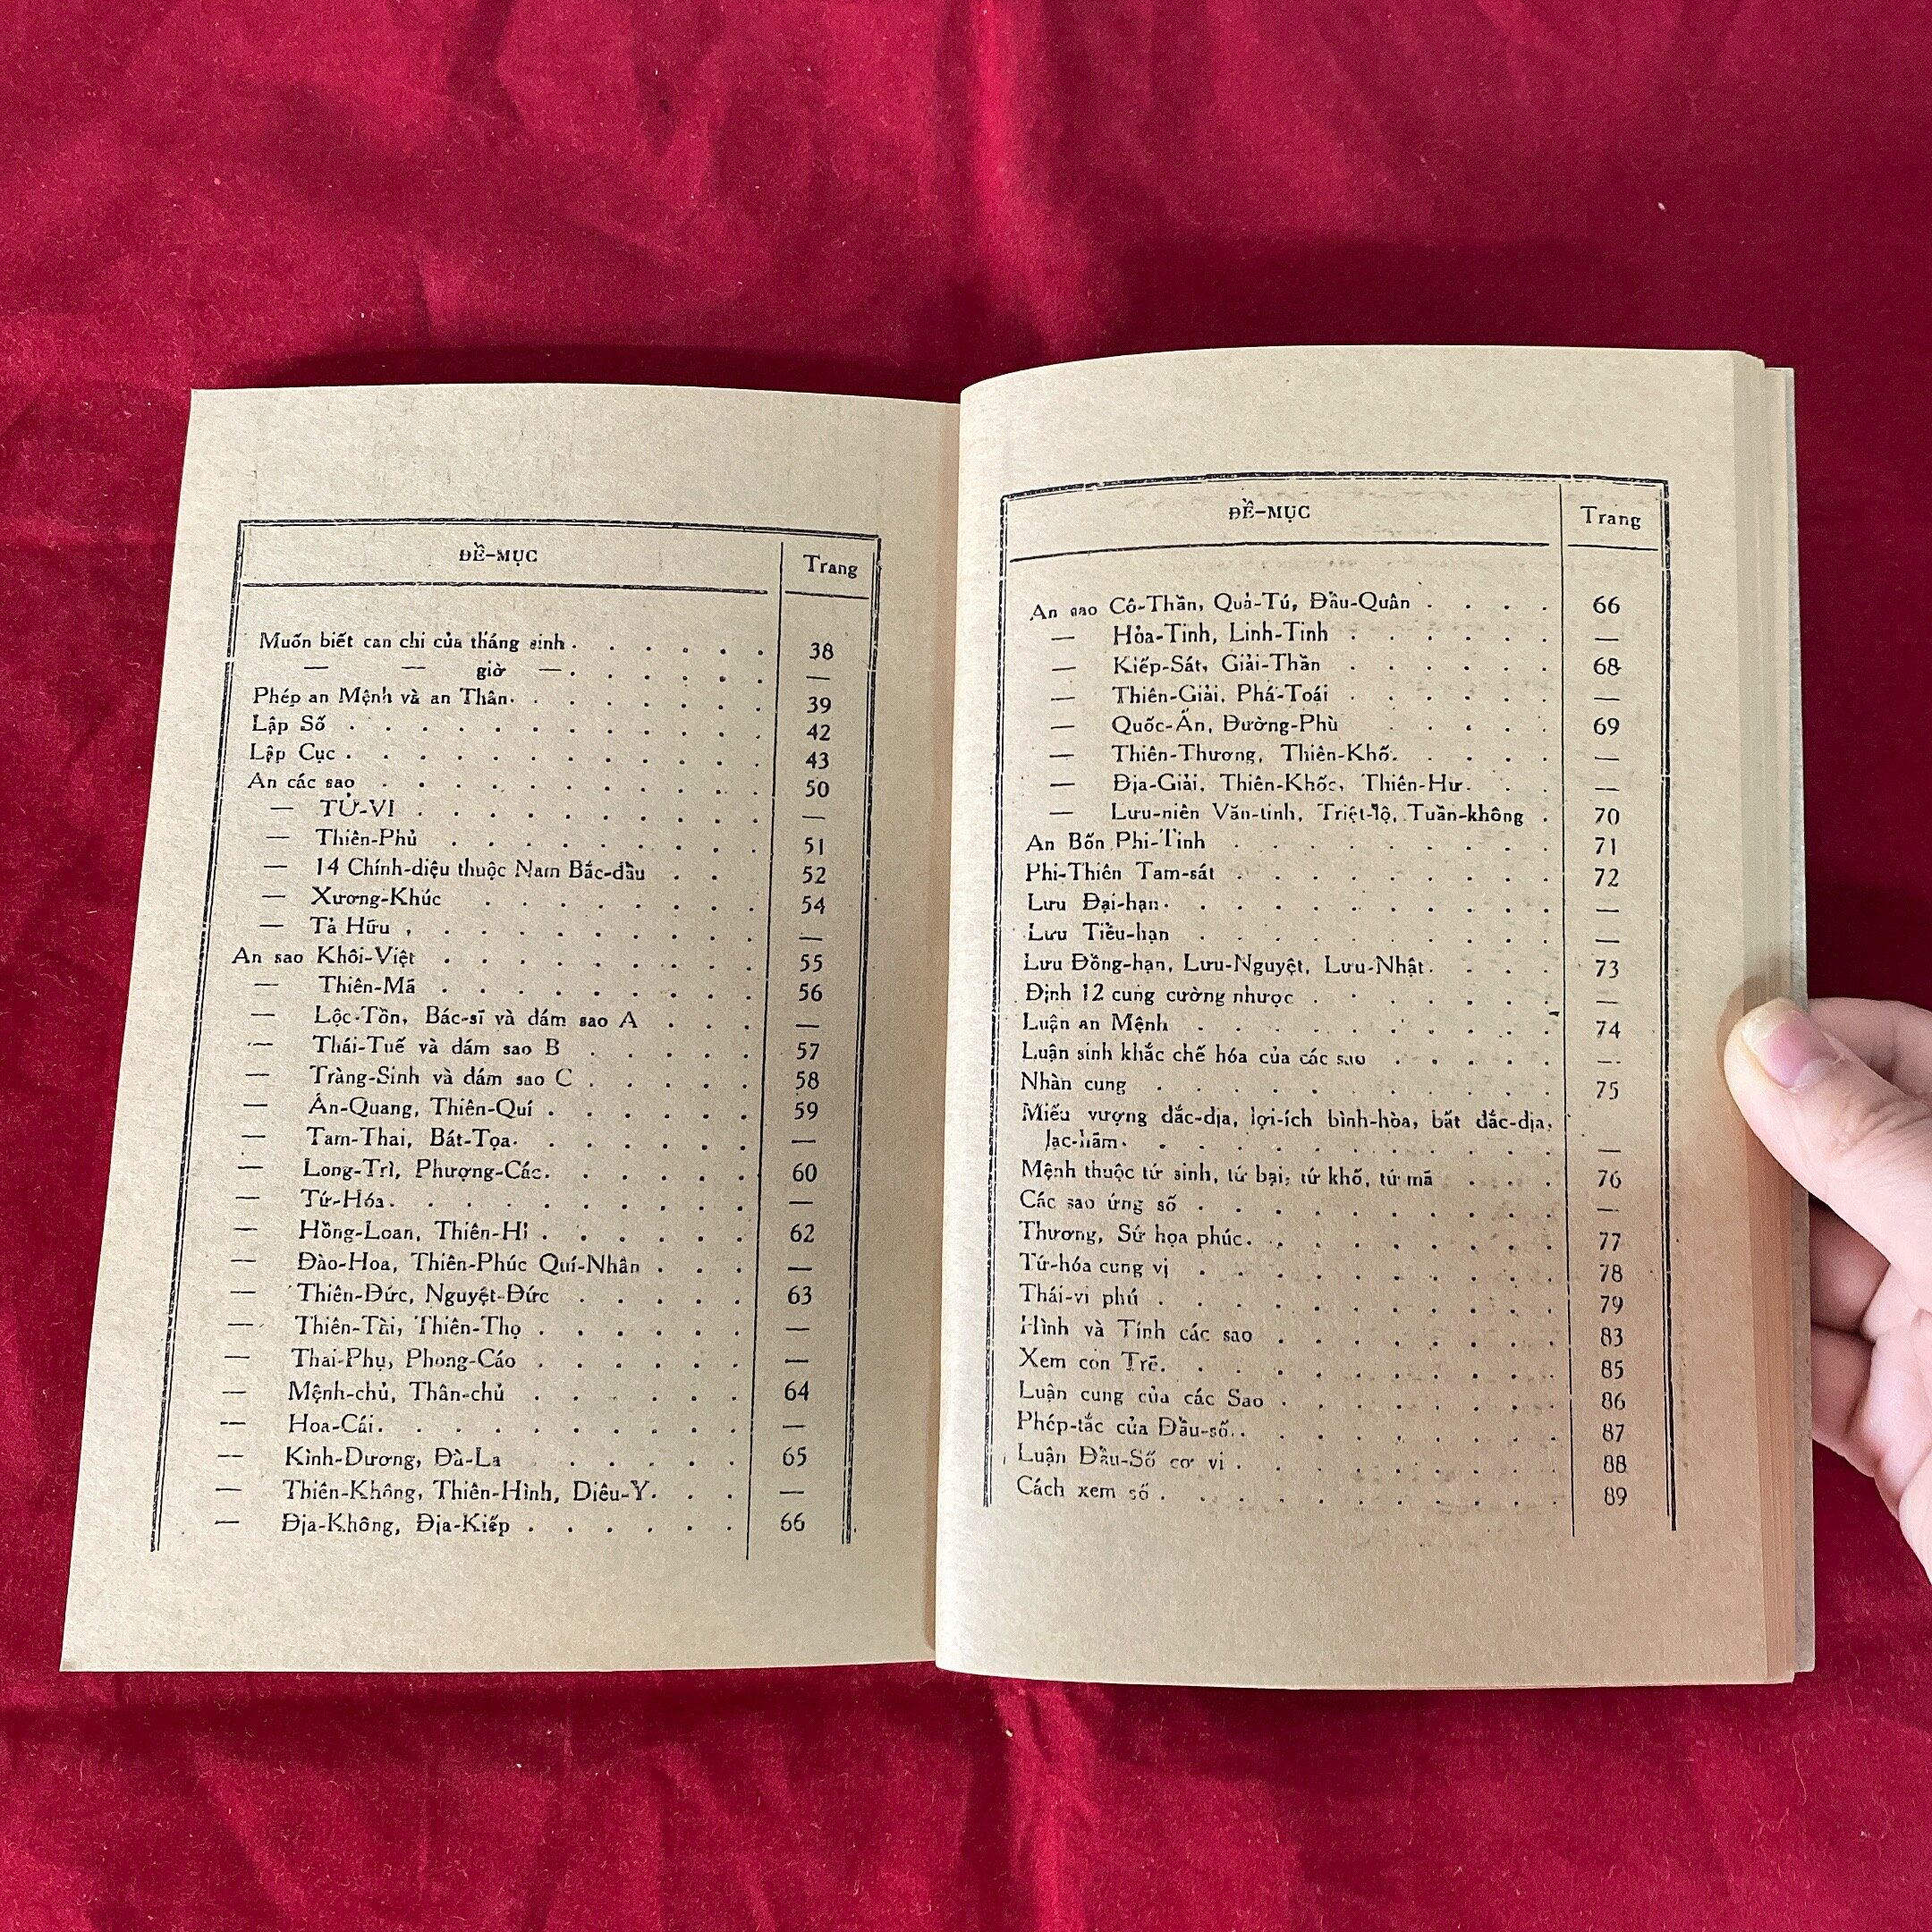 ĐỀ-MỤC Trang
Muốn biết can chi của tháng sinh . . . . . . 38
— — giờ — . . . . . . —
Phép an Mệnh và an Thân . . . . . . . 39
Lập Số . . . . . . . . . . . 42
Lập Cục . . . . . . . . . . . 43
An các sao . . . . . . . . . . 50
— TỬ-VI . . . . . . . . . —
— Thiên-Phủ . . . . . . . . 51
— 14 Chính-diệu thuộc Nam Bắc-đầu . . . 52
— Xương-Khúc . . . . . . . 54
— Tả Hữu . . . . . . . . . —
An sao Khôi-Việt . . . . . . . . 55
— Thiên-Mã . . . . . . . . 56
— Lộc-Tồn, Bác-sĩ và đám sao A . . . —
— Thái-Tuế và đám sao B . . . . . 57
— Tràng-Sinh và đám sao C . . . . . 58
— Ấn-Quang, Thiên-Quí . . . . . . 59
— Tam-Thai, Bát-Tọa . . . . . . —
— Long-Trì, Phượng-Các . . . . . . 60
— Tứ-Hóa . . . . . . . . . —
— Hồng-Loan, Thiên-Hỉ . . . . . . 62
— Đào-Hoa, Thiên-Phúc Quí-Nhân . . . —
— Thiên-Đức, Nguyệt-Đức . . . . . 63
— Thiên-Tài, Thiên-Thọ . . . . . . —
— Thai-Phụ, Phong-Cáo . . . . . . —
— Mệnh-chủ, Thân-chủ . . . . . . 64
— Hoa-Cái . . . . . . . . . . —
— Kình-Dương, Đà-La . . . . . . 65
— Thiên-Không, Thiên-Hình, Diêu-Y . . . —
— Địa-Không, Địa-Kiếp . . . . . . 66
ĐỀ-MỤC Trang
An sao Cô-Thần, Quả-Tú, Đầu-Quân . . . . 66
— Hỏa-Tinh, Linh-Tinh . . . . . . —
— Kiếp-Sát, Giải-Thần . . . . . . 68
— Thiên-Giải, Phá-Toái . . . . . . —
— Quốc-Ấn, Đường-Phù . . . . . 69
— Thiên-Thương, Thiên-Khố . . . . —
— Địa-Giải, Thiên-Khốc, Thiên-Hư . . . —
— Lưu-niên Văn-tinh, Triệt-lộ, Tuần-không . 70
An Bốn Phi-Tinh . . . . . . . . . 71
Phi-Thiên Tam-sát . . . . . . . . . 72
Lưu Đại-hạn . . . . . . . . . . . —
Lưu Tiểu-hạn . . . . . . . . . . —
Lưu Đồng-hạn, Lưu-Nguyệt, Lưu-Nhật . . . . 73
Định 12 cung cường nhược . . . . . . . —
Luận an Mệnh . . . . . . . . . . 74
Luận sinh khắc chế hóa của các sao . . . . . —
Nhàn cung . . . . . . . . . . . 75
Miếu vượng đắc-địa, lợi-ích bình-hòa, bất đắc-địa,
lạc-hãm . . . . . . . . . . . —
Mệnh thuộc tứ sinh, tứ bại, tứ khố, tứ mã . . . 76
Các sao ứng số . . . . . . . . . . —
Thương, Sứ họa phúc . . . . . . . . 77
Tứ-hóa cung vị . . . . . . . . . . 78
Thái-vi phú . . . . . . . . . . . 79
Hình và Tính các sao . . . . . . . . 83
Xem con Trẻ . . . . . . . . . . . 85
Luận cung của các Sao . . . . . . . . 86
Phép-tắc của Đầu-số . . . . . . . . . 87
Luận Đầu-Số cơ vi . . . . . . . . . 88
Cách xem số . . . . . . . . . . . 89